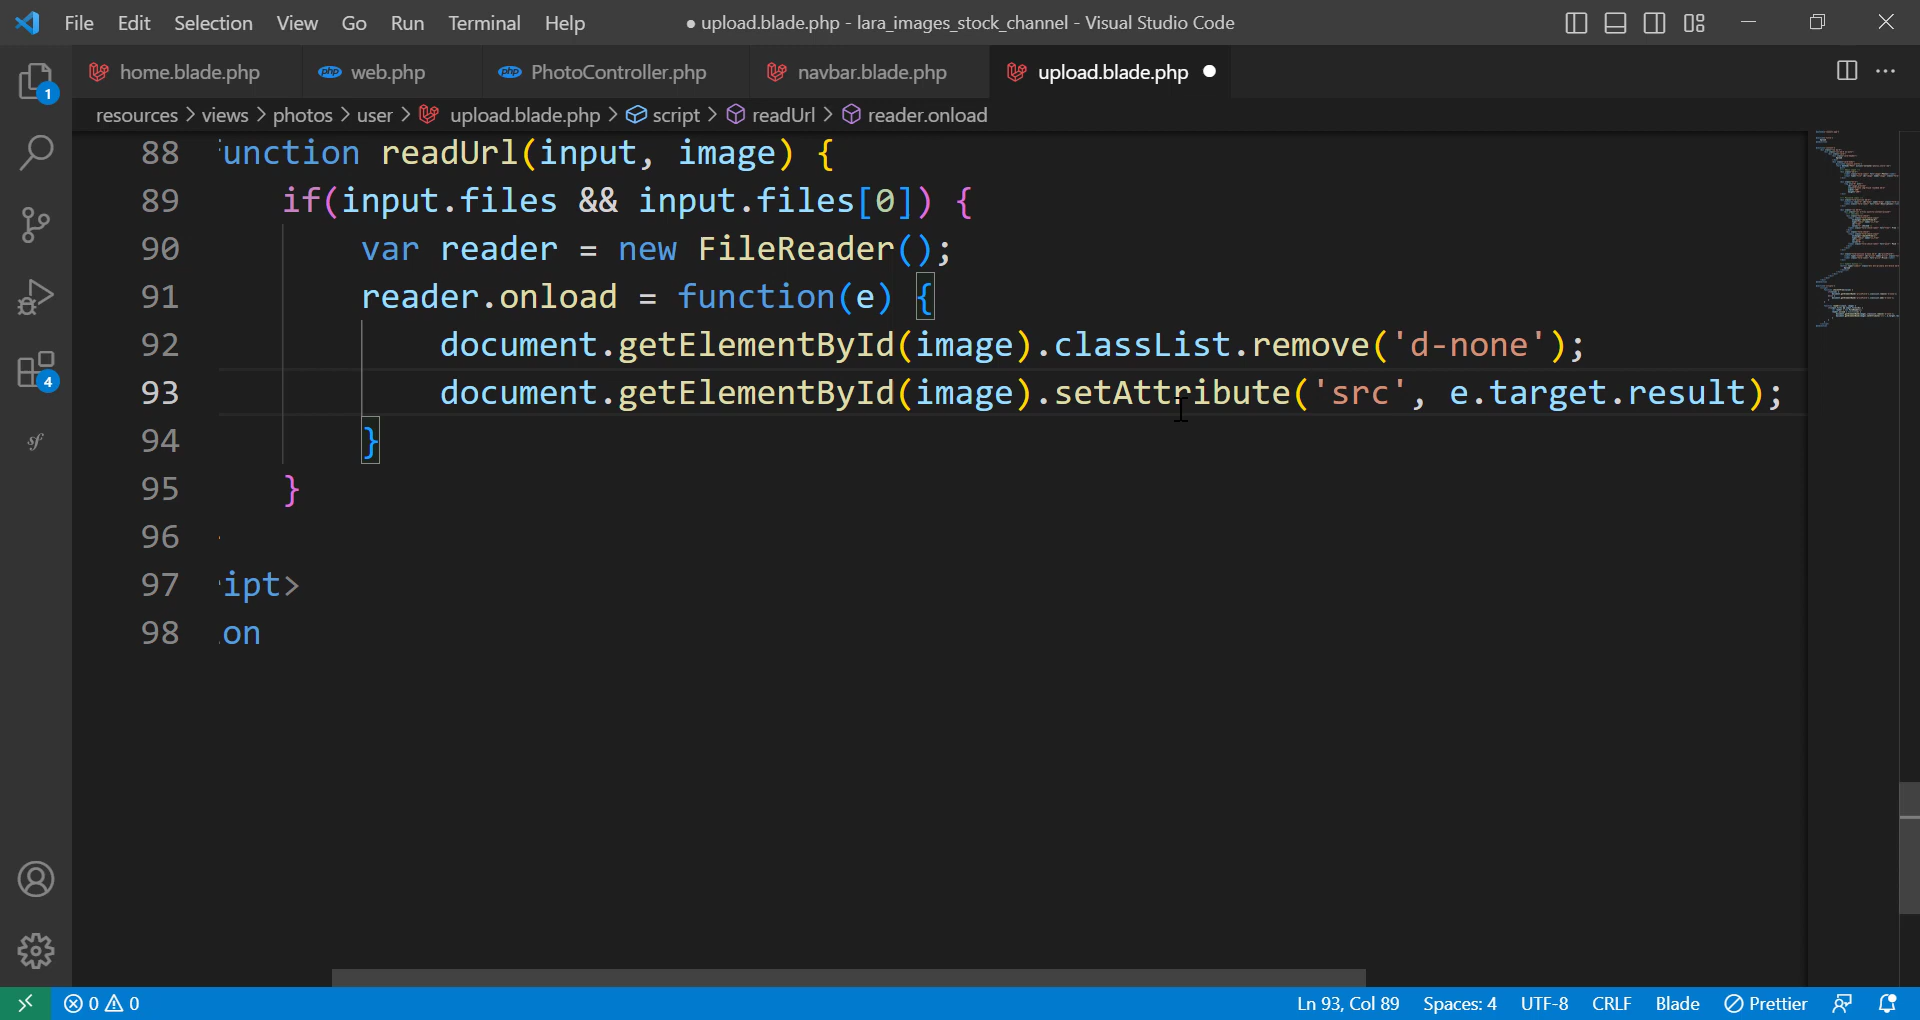 File Edit Selection View Go Run Terminal Help ● upload.blade.php - lara_images_stock_channel - Visual Studio Code
home.blade.php web.php PhotoController.php navbar.blade.php upload.blade.php ●
resources > views > photos > user > upload.blade.php > script > readUrl > reader.onload
88 unction readUrl(input, image) {
89 if(input.files && input.files[0]) {
90 var reader = new FileReader();
91 reader.onload = function(e) {
92 document.getElementById(image).classList.remove('d-none');
93 document.getElementById(image).setAttribute('src', e.target.result);
94 }
95 }
96
97 ipt>
98 on
1
4
sf
0 0 Ln 93, Col 89 Spaces: 4 UTF-8 CRLF Blade Prettier